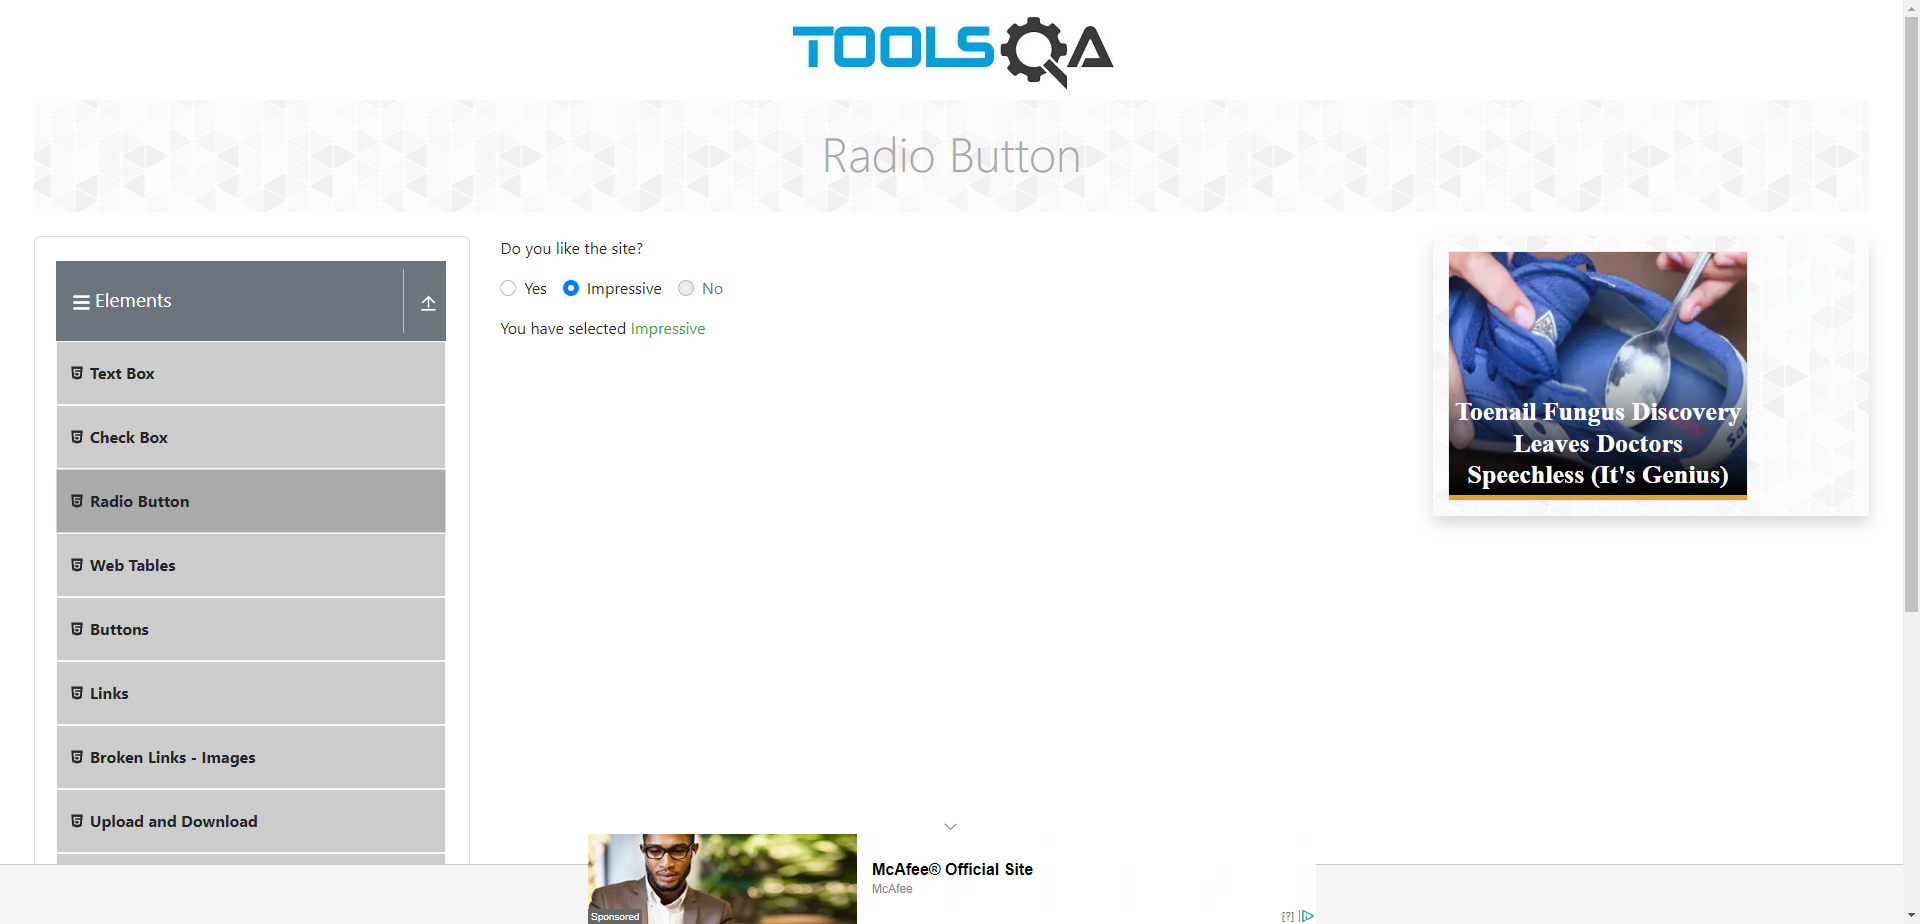 TOOLSQA
Radio Button
Elements
Text Box
Check Box
Radio Button
Web Tables
Buttons
Links
Broken Links - Images
Upload and Download
Do you like the site?
Yes Impressive No
You have selected Impressive
Toenail Fungus Discovery
Leaves Doctors
Speechless (It's Genius)
McAfee® Official Site
McAfee
Sponsored
[?]